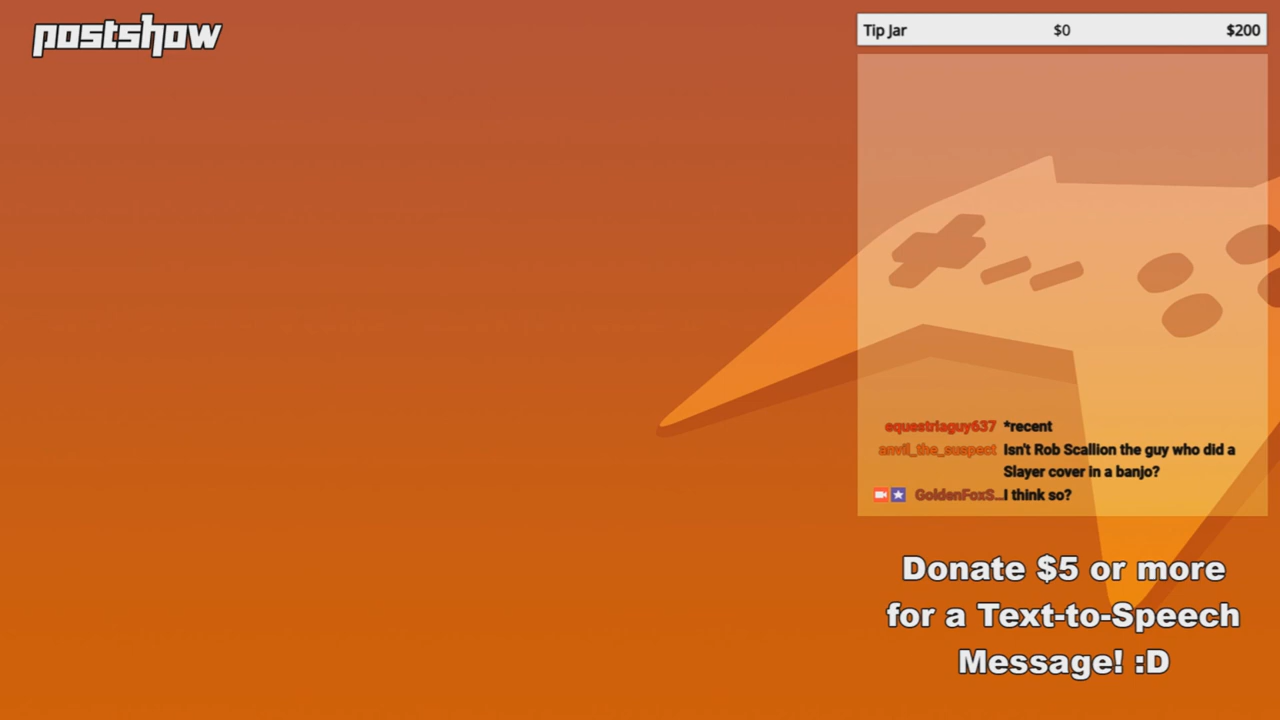 postshow
Tip Jar $0 $200
equestriaguy637 *recent
anvil_the_suspect Isn't Rob Scallion the guy who did a
Slayer cover in a banjo?
GoldenFoxS... I think so?
Donate $5 or more
for a Text-to-Speech
Message! :D